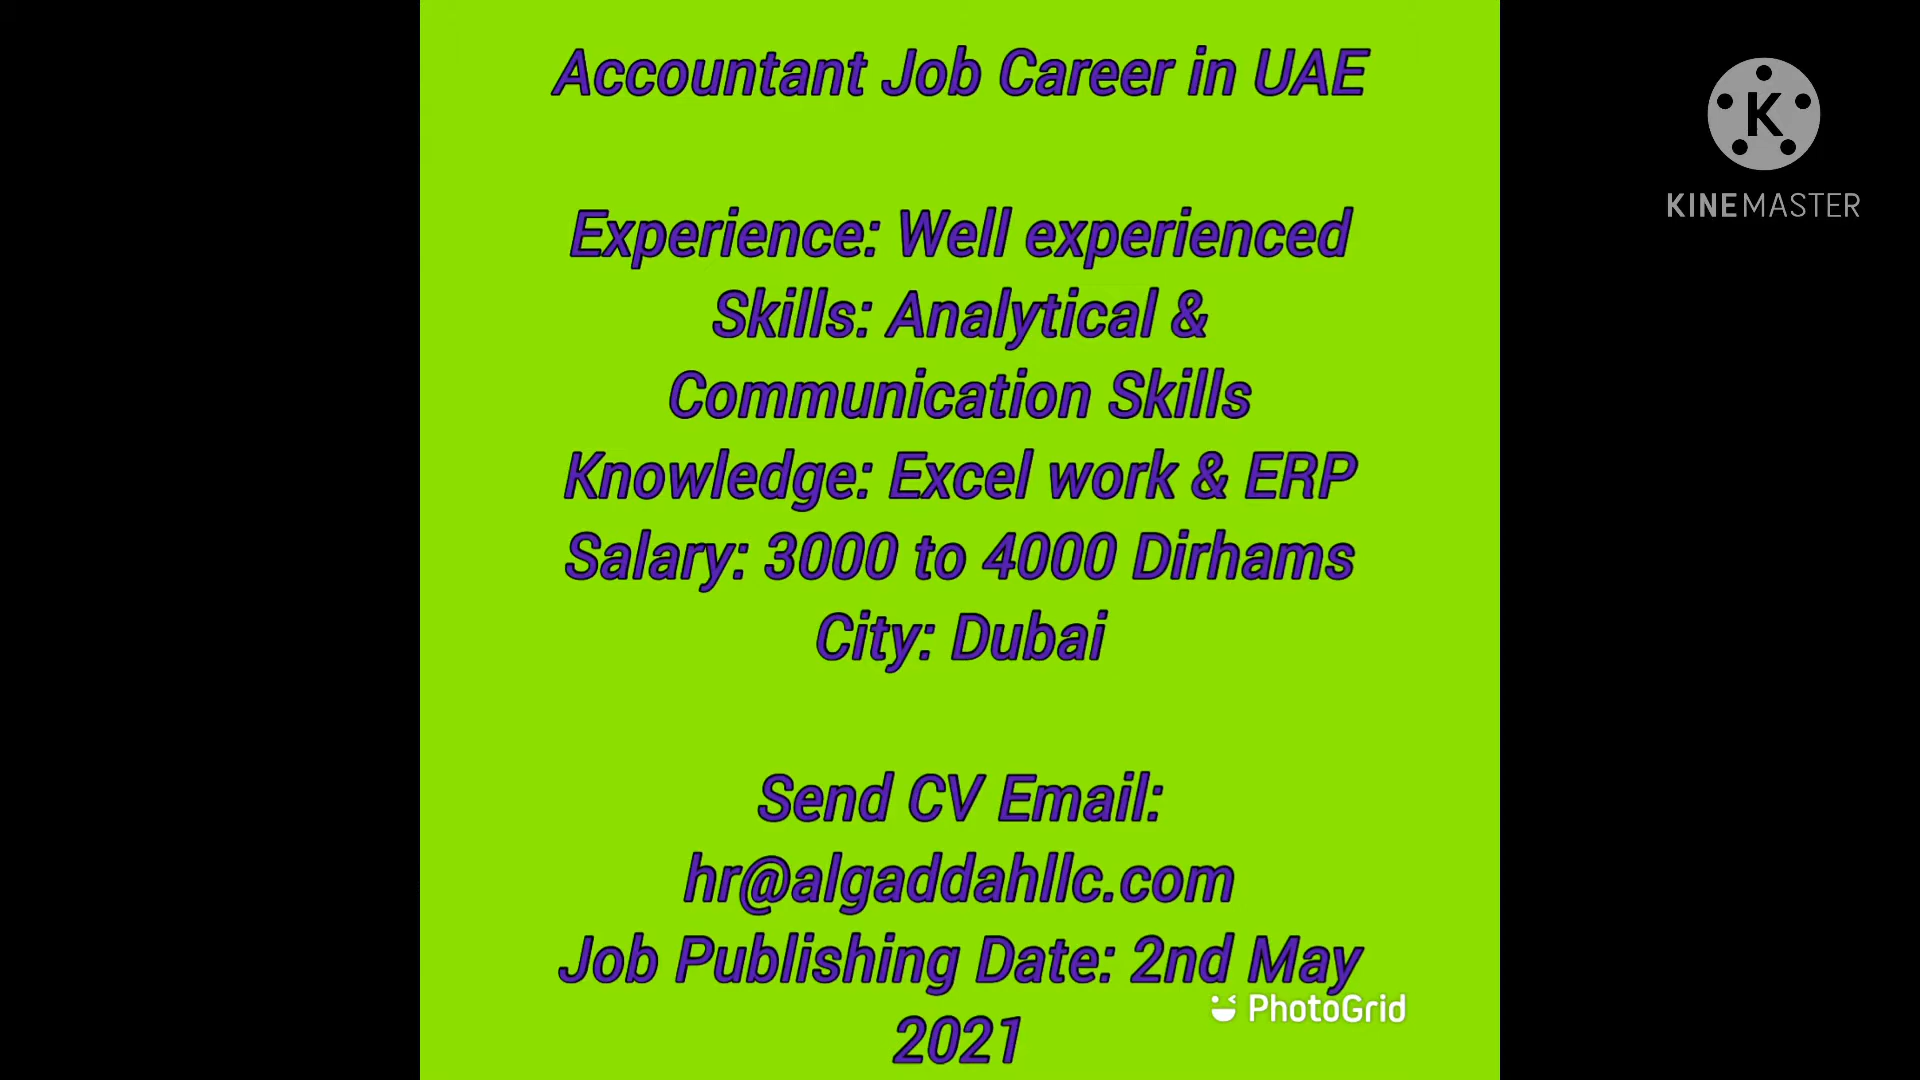 Accountant Job Career in UAE
Experience: Well experienced
Skills: Analytical &
Communication Skills
Knowledge: Excel work & ERP
Salary: 3000 to 4000 Dirhams
City: Dubai
Send CV Email:
hr@algaddahllc.com
Job Publishing Date: 2nd May
2021
PhotoGrid
K
KINEMASTER